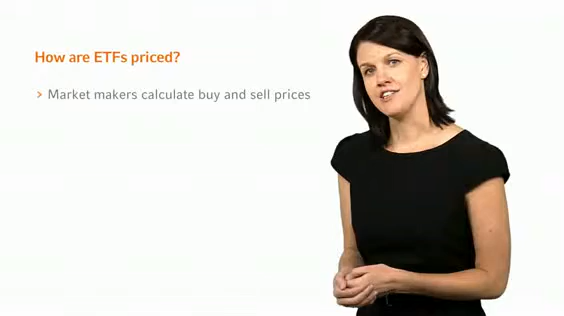 How are ETFs priced?
> Market makers calculate buy and sell prices